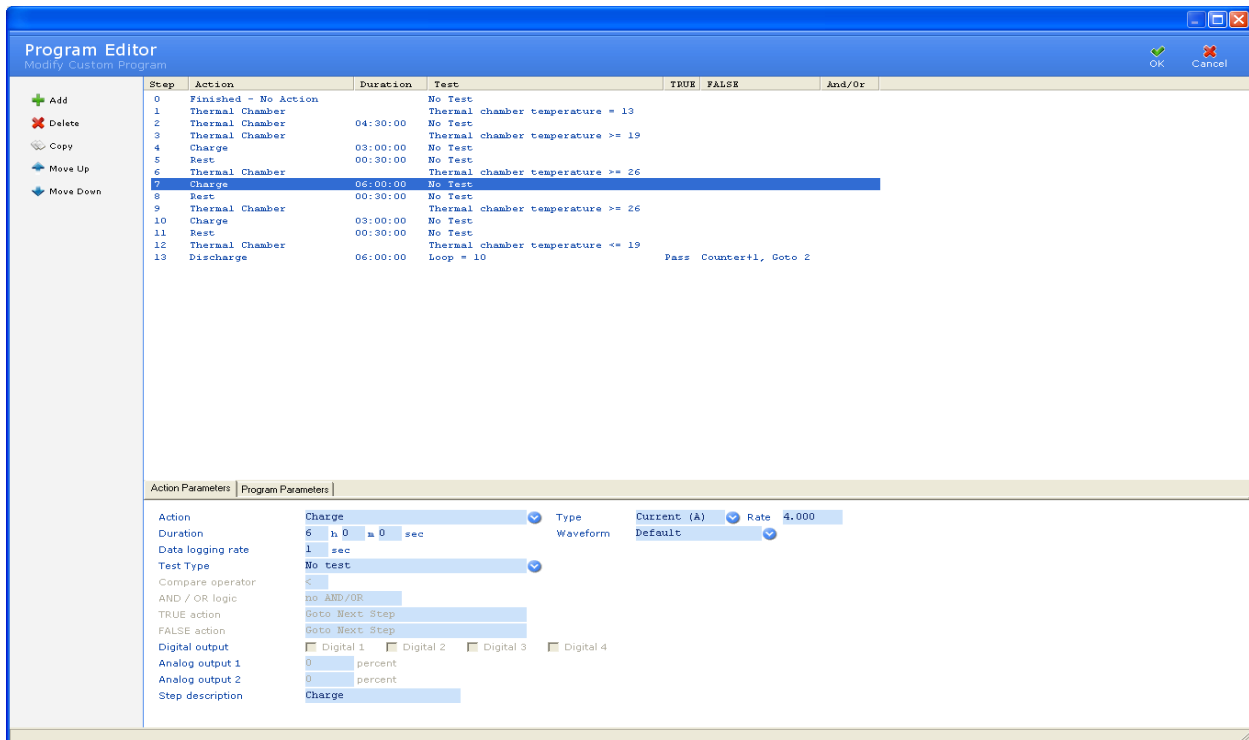 Program Editor
Modify Custom Program
OK
Cancel
Add
Delete
Copy
Move Up
Move Down
Step Action Duration Test TRUE FALSE And/Or
0 Finished - No Action No Test
1 Thermal Chamber Thermal chamber temperature = 13
2 Thermal Chamber 04:30:00 No Test
3 Thermal Chamber Thermal chamber temperature >= 19
4 Charge 03:00:00 No Test
5 Rest 00:30:00 No Test
6 Thermal Chamber Thermal chamber temperature >= 26
7 Charge 06:00:00 No Test
8 Rest 00:30:00 No Test
9 Thermal Chamber Thermal chamber temperature >= 26
10 Charge 03:00:00 No Test
11 Rest 00:30:00 No Test
12 Thermal Chamber Thermal chamber temperature <= 19
13 Discharge 06:00:00 Loop = 10 Pass Counter+1, Goto 2
Action Parameters Program Parameters
Action Charge Type Current (A) Rate 4.000
Duration 6 h 0 m 0 sec Waveform Default
Data logging rate 1 sec
Test Type No test
Compare operator <
AND / OR logic no AND/OR
TRUE action Goto Next Step
FALSE action Goto Next Step
Digital output Digital 1 Digital 2 Digital 3 Digital 4
Analog output 1 0 percent
Analog output 2 0 percent
Step description Charge